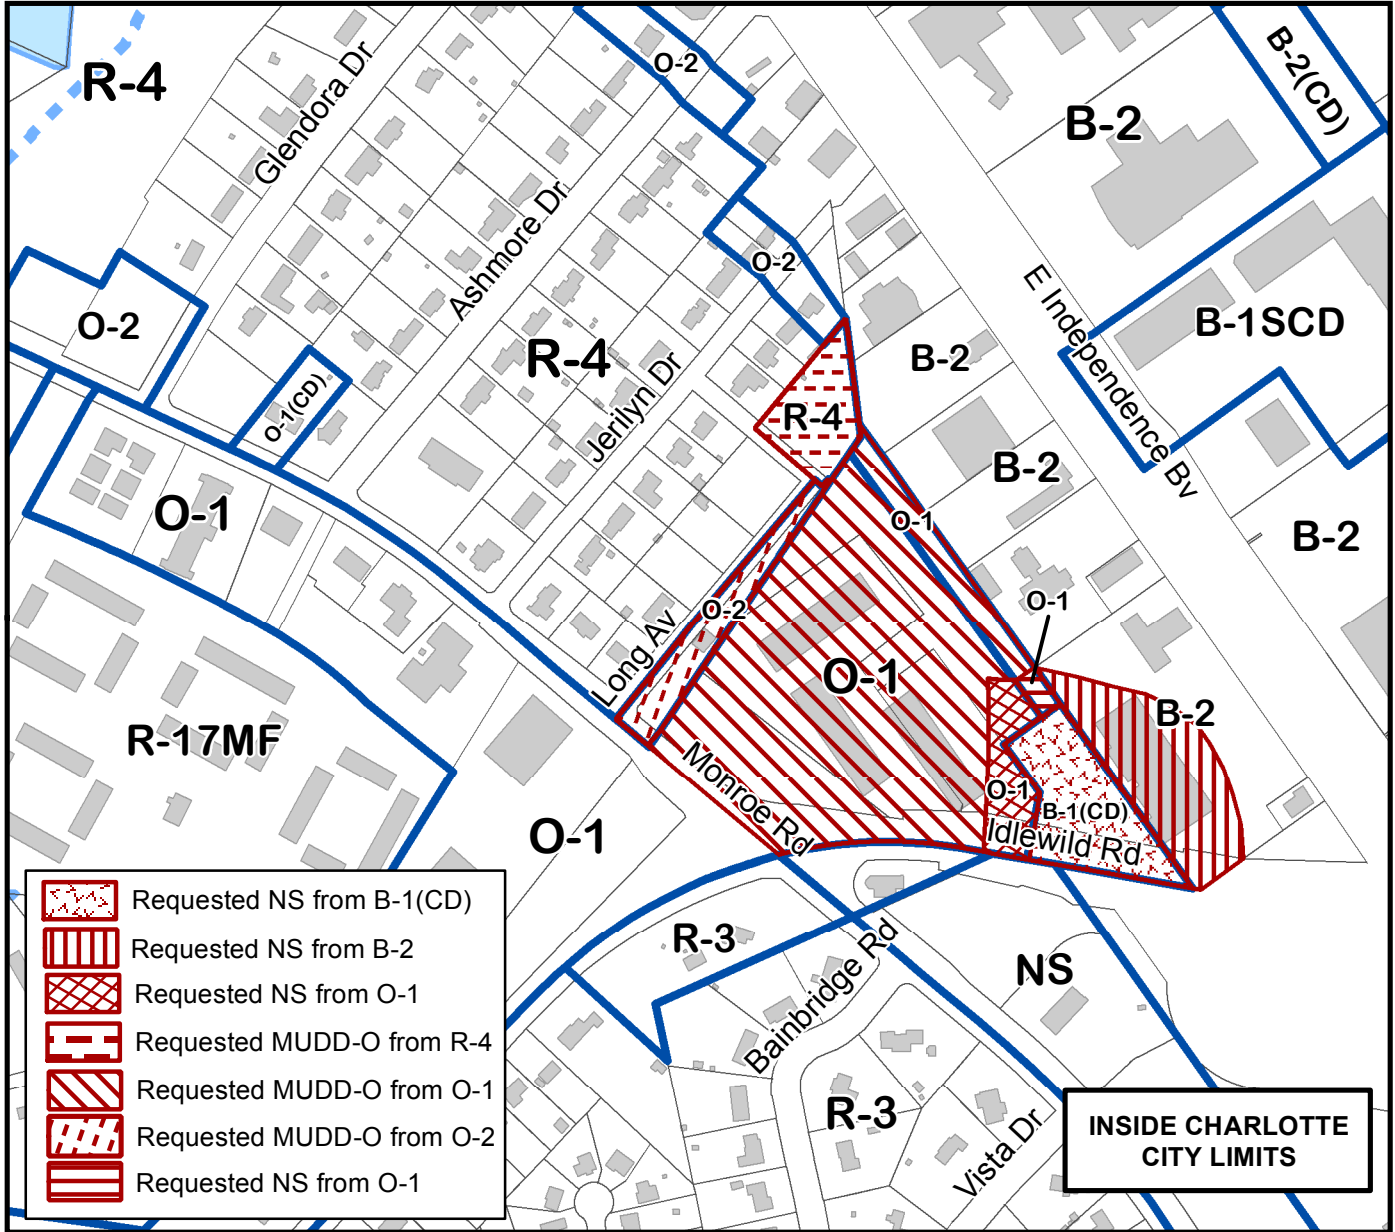 R-4
Glendora Dr
O-2
B-2
B-2(CD)
Ashmore Dr
O-2
E Independence Bv
B-1SCD
O-2
R-4
B-2
O-1(CD)
Jerilyn Dr
R-4
B-2
O-1
O-1
B-2
O-1
O-2
Long Av
O-1
B-2
R-17MF
Monroe Rd
O-1
B-1(CD)
Idlewild Rd
O-1
R-3
Bainbridge Rd
NS
R-3
Vista Dr
Requested NS from B-1(CD)
Requested NS from B-2
Requested NS from O-1
Requested MUDD-O from R-4
Requested MUDD-O from O-1
Requested MUDD-O from O-2
Requested NS from O-1
INSIDE CHARLOTTE
CITY LIMITS